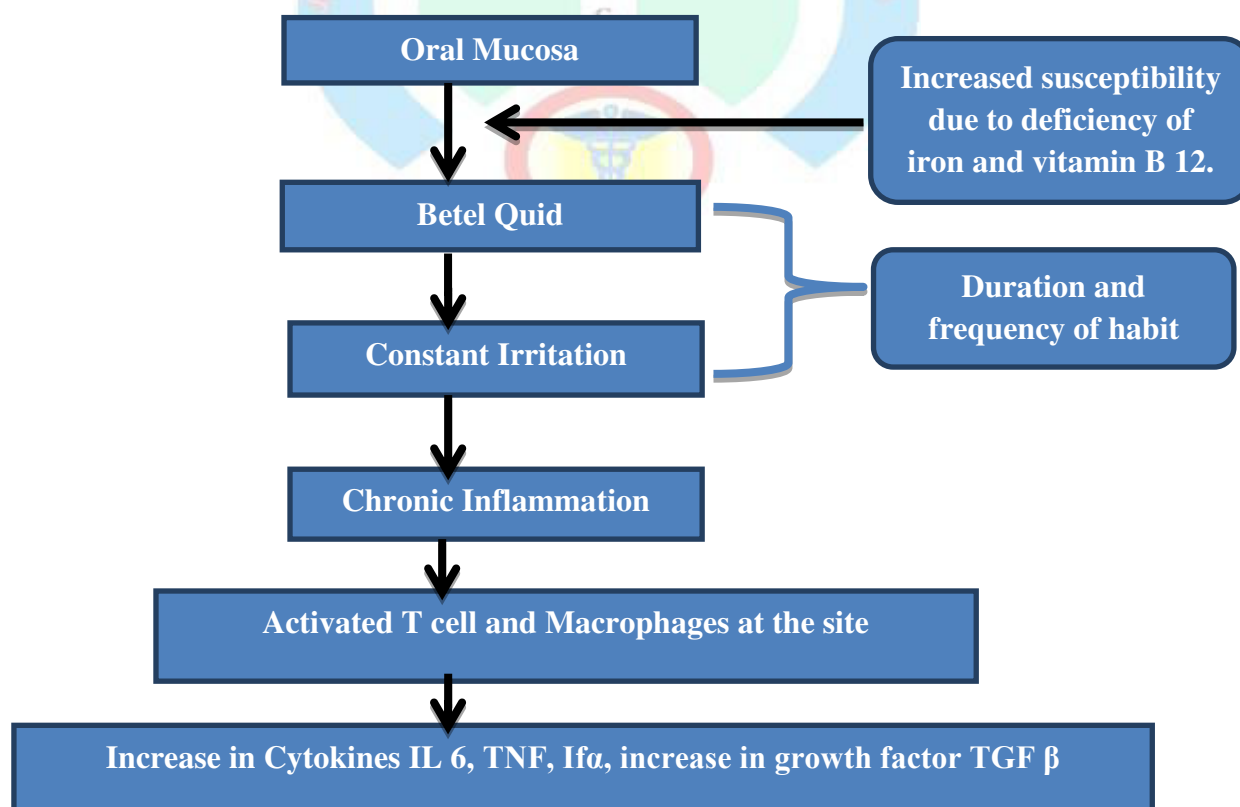 Oral Mucosa
Increased susceptibility
due to deficiency of
iron and vitamin B 12.
Betel Quid
Duration and
frequency of habit
Constant Irritation
Chronic Inflammation
Activated T cell and Macrophages at the site
Increase in Cytokines IL 6, TNF, Ifα, increase in growth factor TGF β